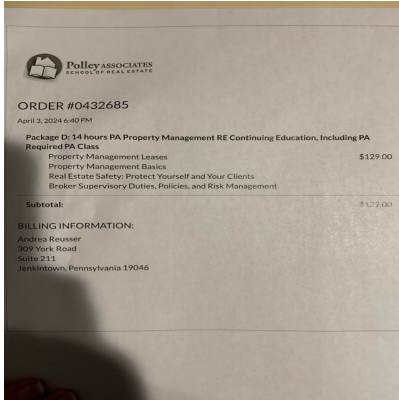 Polley ASSOCIATES
SCHOOL OF REAL ESTATE
ORDER #0432685
April 3, 2024 6:40 PM
Package D: 14 hours PA Property Management RE Continuing Education, Including PA
Required PA Class
Property Management Leases $129.00
Property Management Basics
Real Estate Safety: Protect Yourself and Your Clients
Broker Supervisory Duties, Policies, and Risk Management
Subtotal: $129.00
BILLING INFORMATION:
Andrea Reusser
309 York Road
Suite 211
Jenkintown, Pennsylvania 19046